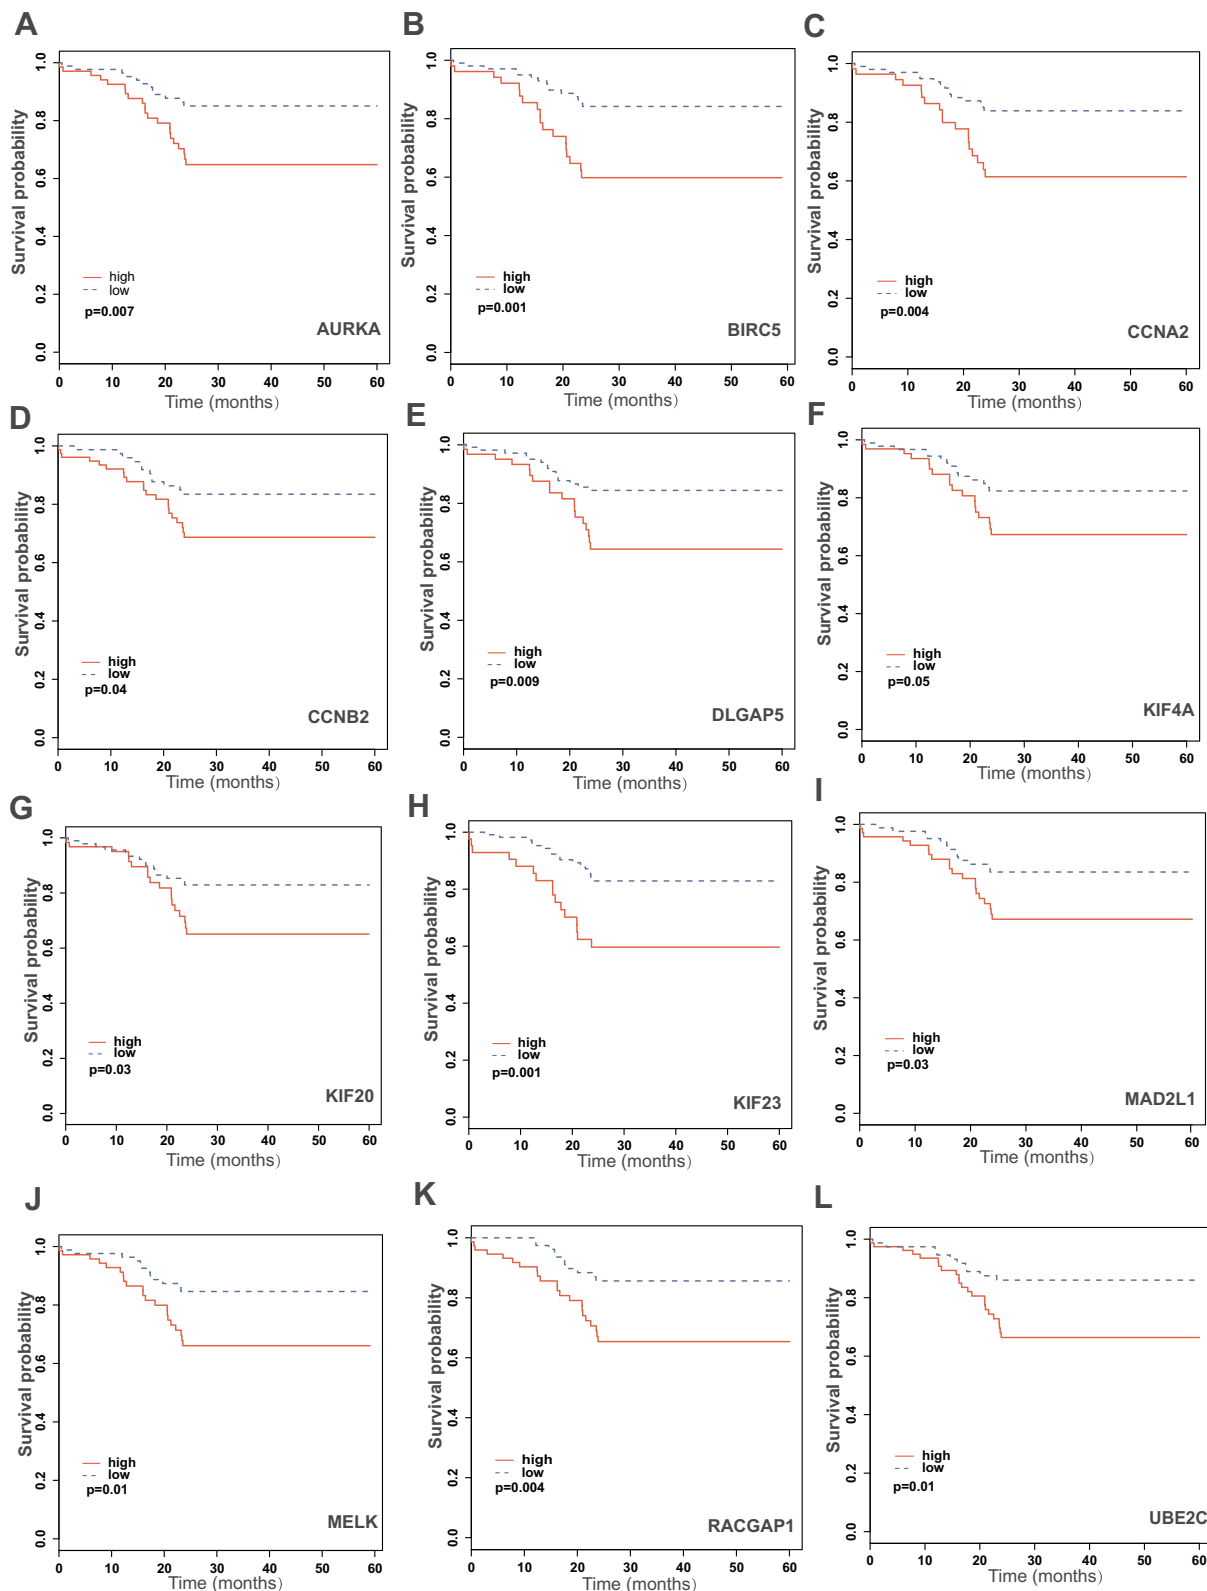 A
Survival probability
1.0
0.8
0.6
0.4
0.2
0.0
high
low
p=0.007
AURKA
0 10 20 30 40 50 60
Time (months)
B
Survival probability
1.0
0.8
0.6
0.4
0.2
0.0
high
low
p=0.001
BIRC5
0 10 20 30 40 50 60
Time (months)
C
Survival probability
1.0
0.8
0.6
0.4
0.2
0.0
high
low
p=0.004
CCNA2
0 10 20 30 40 50 60
Time (months)
D
Survival probability
1.0
0.8
0.6
0.4
0.2
0.0
high
low
p=0.04
CCNB2
0 10 20 30 40 50 60
Time (months)
E
Survival probability
1.0
0.8
0.6
0.4
0.2
0.0
high
low
p=0.009
DLGAP5
0 10 20 30 40 50 60
Time (months)
F
Survival probability
1.0
0.8
0.6
0.4
0.2
0.0
high
low
p=0.05
KIF4A
0 10 20 30 40 50 60
Time (months)
G
Survival probability
1.0
0.8
0.6
0.4
0.2
0.0
high
low
p=0.03
KIF20
0 10 20 30 40 50 60
Time (months)
H
Survival probability
1.0
0.8
0.6
0.4
0.2
0.0
high
low
p=0.001
KIF23
0 10 20 30 40 50 60
Time (months)
I
Survival probability
1.0
0.8
0.6
0.4
0.2
0.0
high
low
p=0.03
MAD2L1
0 10 20 30 40 50 60
Time (months)
J
Survival probability
1.0
0.8
0.6
0.4
0.2
0.0
high
low
p=0.01
MELK
0 10 20 30 40 50 60
Time (months)
K
Survival probability
1.0
0.8
0.6
0.4
0.2
0.0
high
low
p=0.004
RACGAP1
0 10 20 30 40 50 60
Time (months)
L
Survival probability
1.0
0.8
0.6
0.4
0.2
0.0
high
low
p=0.01
UBE2C
0 10 20 30 40 50 60
Time (months)